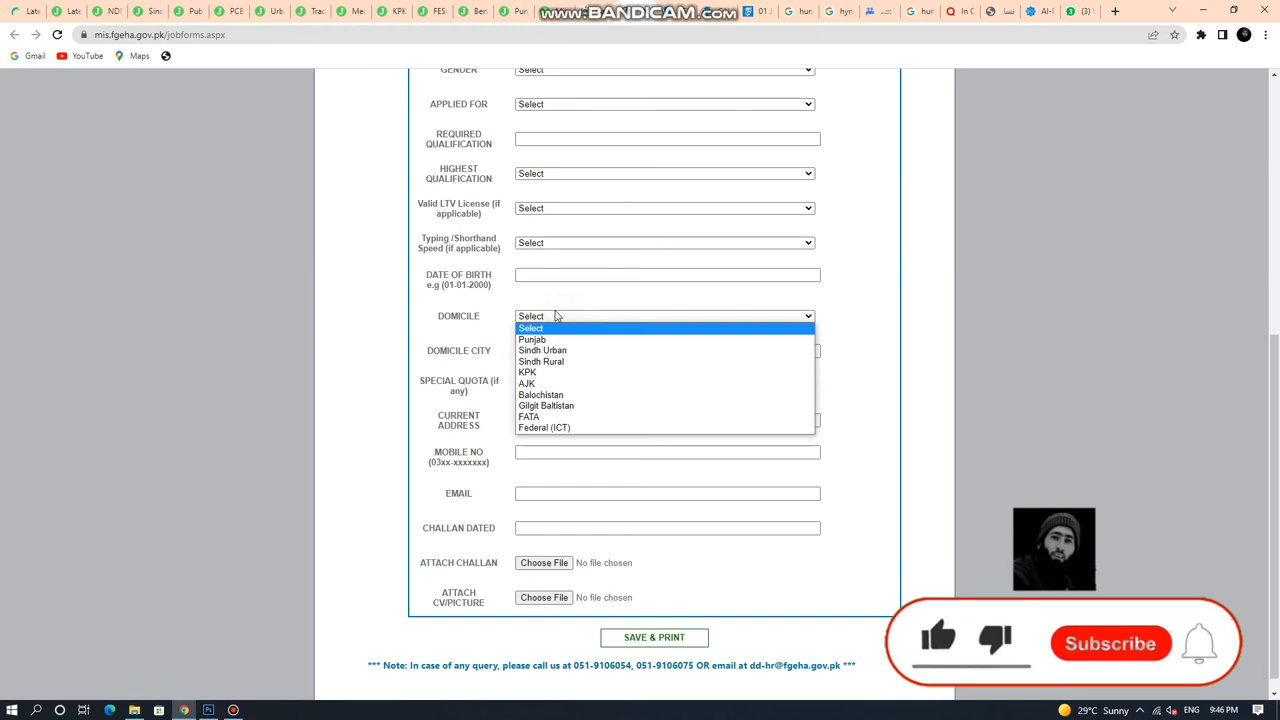 www.BANDICAM.com
mis.fgeha.gov.pk/jobforms.aspx
Gmail YouTube Maps
GENDER Select
APPLIED FOR Select
REQUIRED
QUALIFICATION
HIGHEST
QUALIFICATION
Select
Valid LTV License (if
applicable)
Select
Typing /Shorthand
Speed (if applicable)
Select
DATE OF BIRTH
e.g (01-01-2000)
DOMICILE Select
Select
Punjab
Sindh Urban
Sindh Rural
KPK
AJK
Balochistan
Gilgit Baltistan
FATA
Federal (ICT)
DOMICILE CITY
SPECIAL QUOTA (if
any)
CURRENT
ADDRESS
MOBILE NO
(03xx-xxxxxxx)
EMAIL
CHALLAN DATED
ATTACH CHALLAN Choose File No file chosen
ATTACH
CV/PICTURE
Choose File No file chosen
SAVE & PRINT
*** Note: In case of any query, please call us at 051-9106054, 051-9106075 OR email at dd-hr@fgeha.gov.pk ***
Subscribe
29°C Sunny 9:46 PM